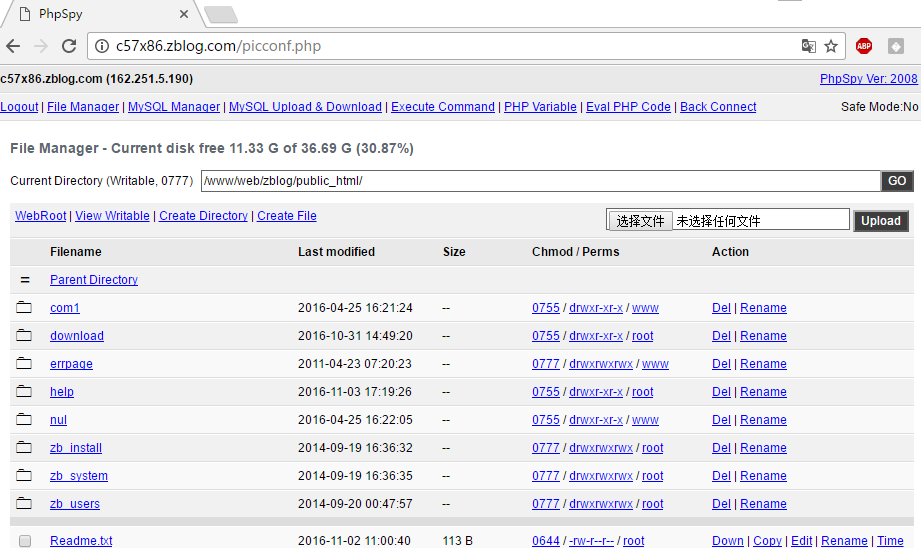 PhpSpy
c57x86.zblog.com/picconf.php
ABP
c57x86.zblog.com (162.251.5.190) PhpSpy Ver: 2008
Logout | File Manager | MySQL Manager | MySQL Upload & Download | Execute Command | PHP Variable | Eval PHP Code | Back Connect Safe Mode:No
File Manager - Current disk free 11.33 G of 36.69 G (30.87%)
Current Directory (Writable, 0777) /www/web/zblog/public_html/ GO
WebRoot | View Writable | Create Directory | Create File 选择文件 未选择任何文件 Upload
Filename Last modified Size Chmod / Perms Action
= Parent Directory
com1 2016-04-25 16:21:24 -- 0755 / drwxr-xr-x / www Del | Rename
download 2016-10-31 14:49:20 -- 0755 / drwxr-xr-x / root Del | Rename
errpage 2011-04-23 07:20:23 -- 0777 / drwxrwxrwx / www Del | Rename
help 2016-11-03 17:19:26 -- 0755 / drwxr-xr-x / root Del | Rename
nul 2016-04-25 16:22:05 -- 0755 / drwxr-xr-x / www Del | Rename
zb_install 2014-09-19 16:36:32 -- 0777 / drwxrwxrwx / root Del | Rename
zb_system 2014-09-19 16:36:35 -- 0777 / drwxrwxrwx / root Del | Rename
zb_users 2014-09-20 00:47:57 -- 0777 / drwxrwxrwx / root Del | Rename
Readme.txt 2016-11-02 11:00:40 113 B 0644 / -rw-r--r-- / root Down | Copy | Edit | Rename | Time